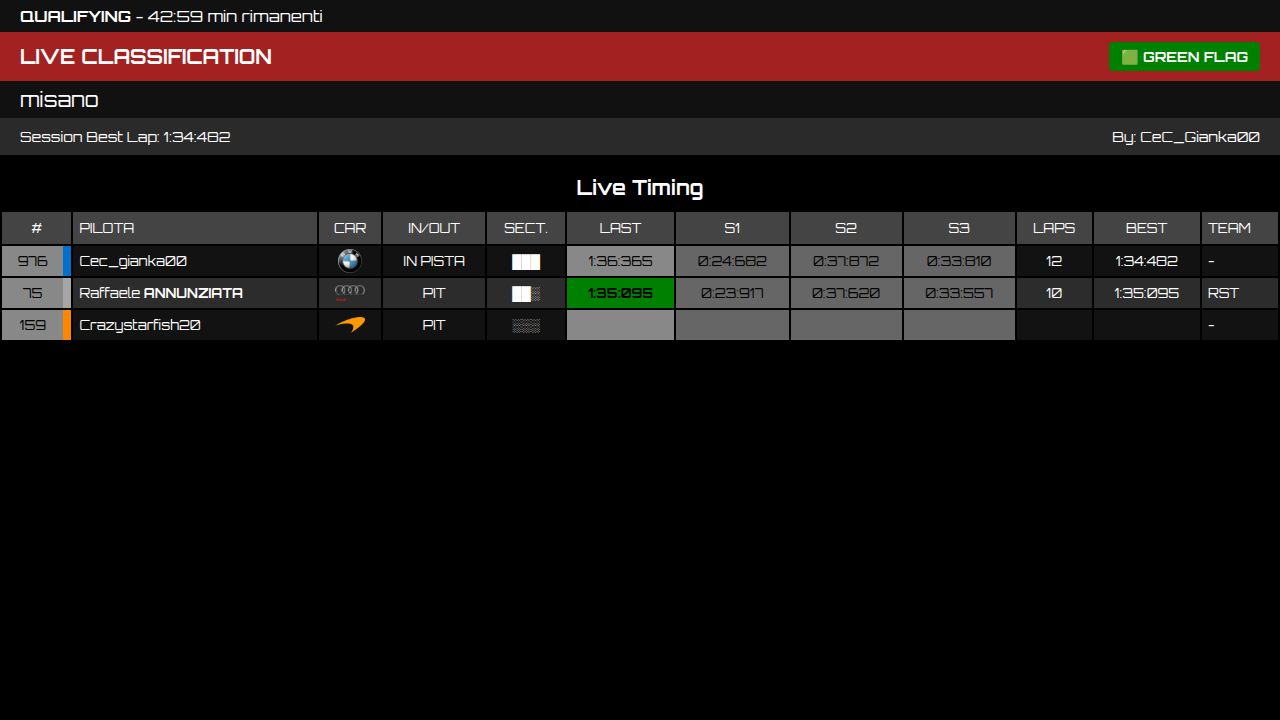 QUALIFYING - 42:59 min rimanenti
LIVE CLASSIFICATION
GREEN FLAG
misano
Session Best Lap: 1:34:482
By: CeC_Gianka00
Live Timing
# PILOTA CAR IN/OUT SECT. LAST S1 S2 S3 LAPS BEST TEAM
976 Cec_gianka00 IN PISTA 1:36:365 0:24:682 0:37:872 0:33:810 12 1:34:482 -
75 Raffaele ANNUNZIATA PIT 1:35:095 0:23:917 0:37:620 0:33:557 10 1:35:095 RST
159 Crazystarfish20 PIT -